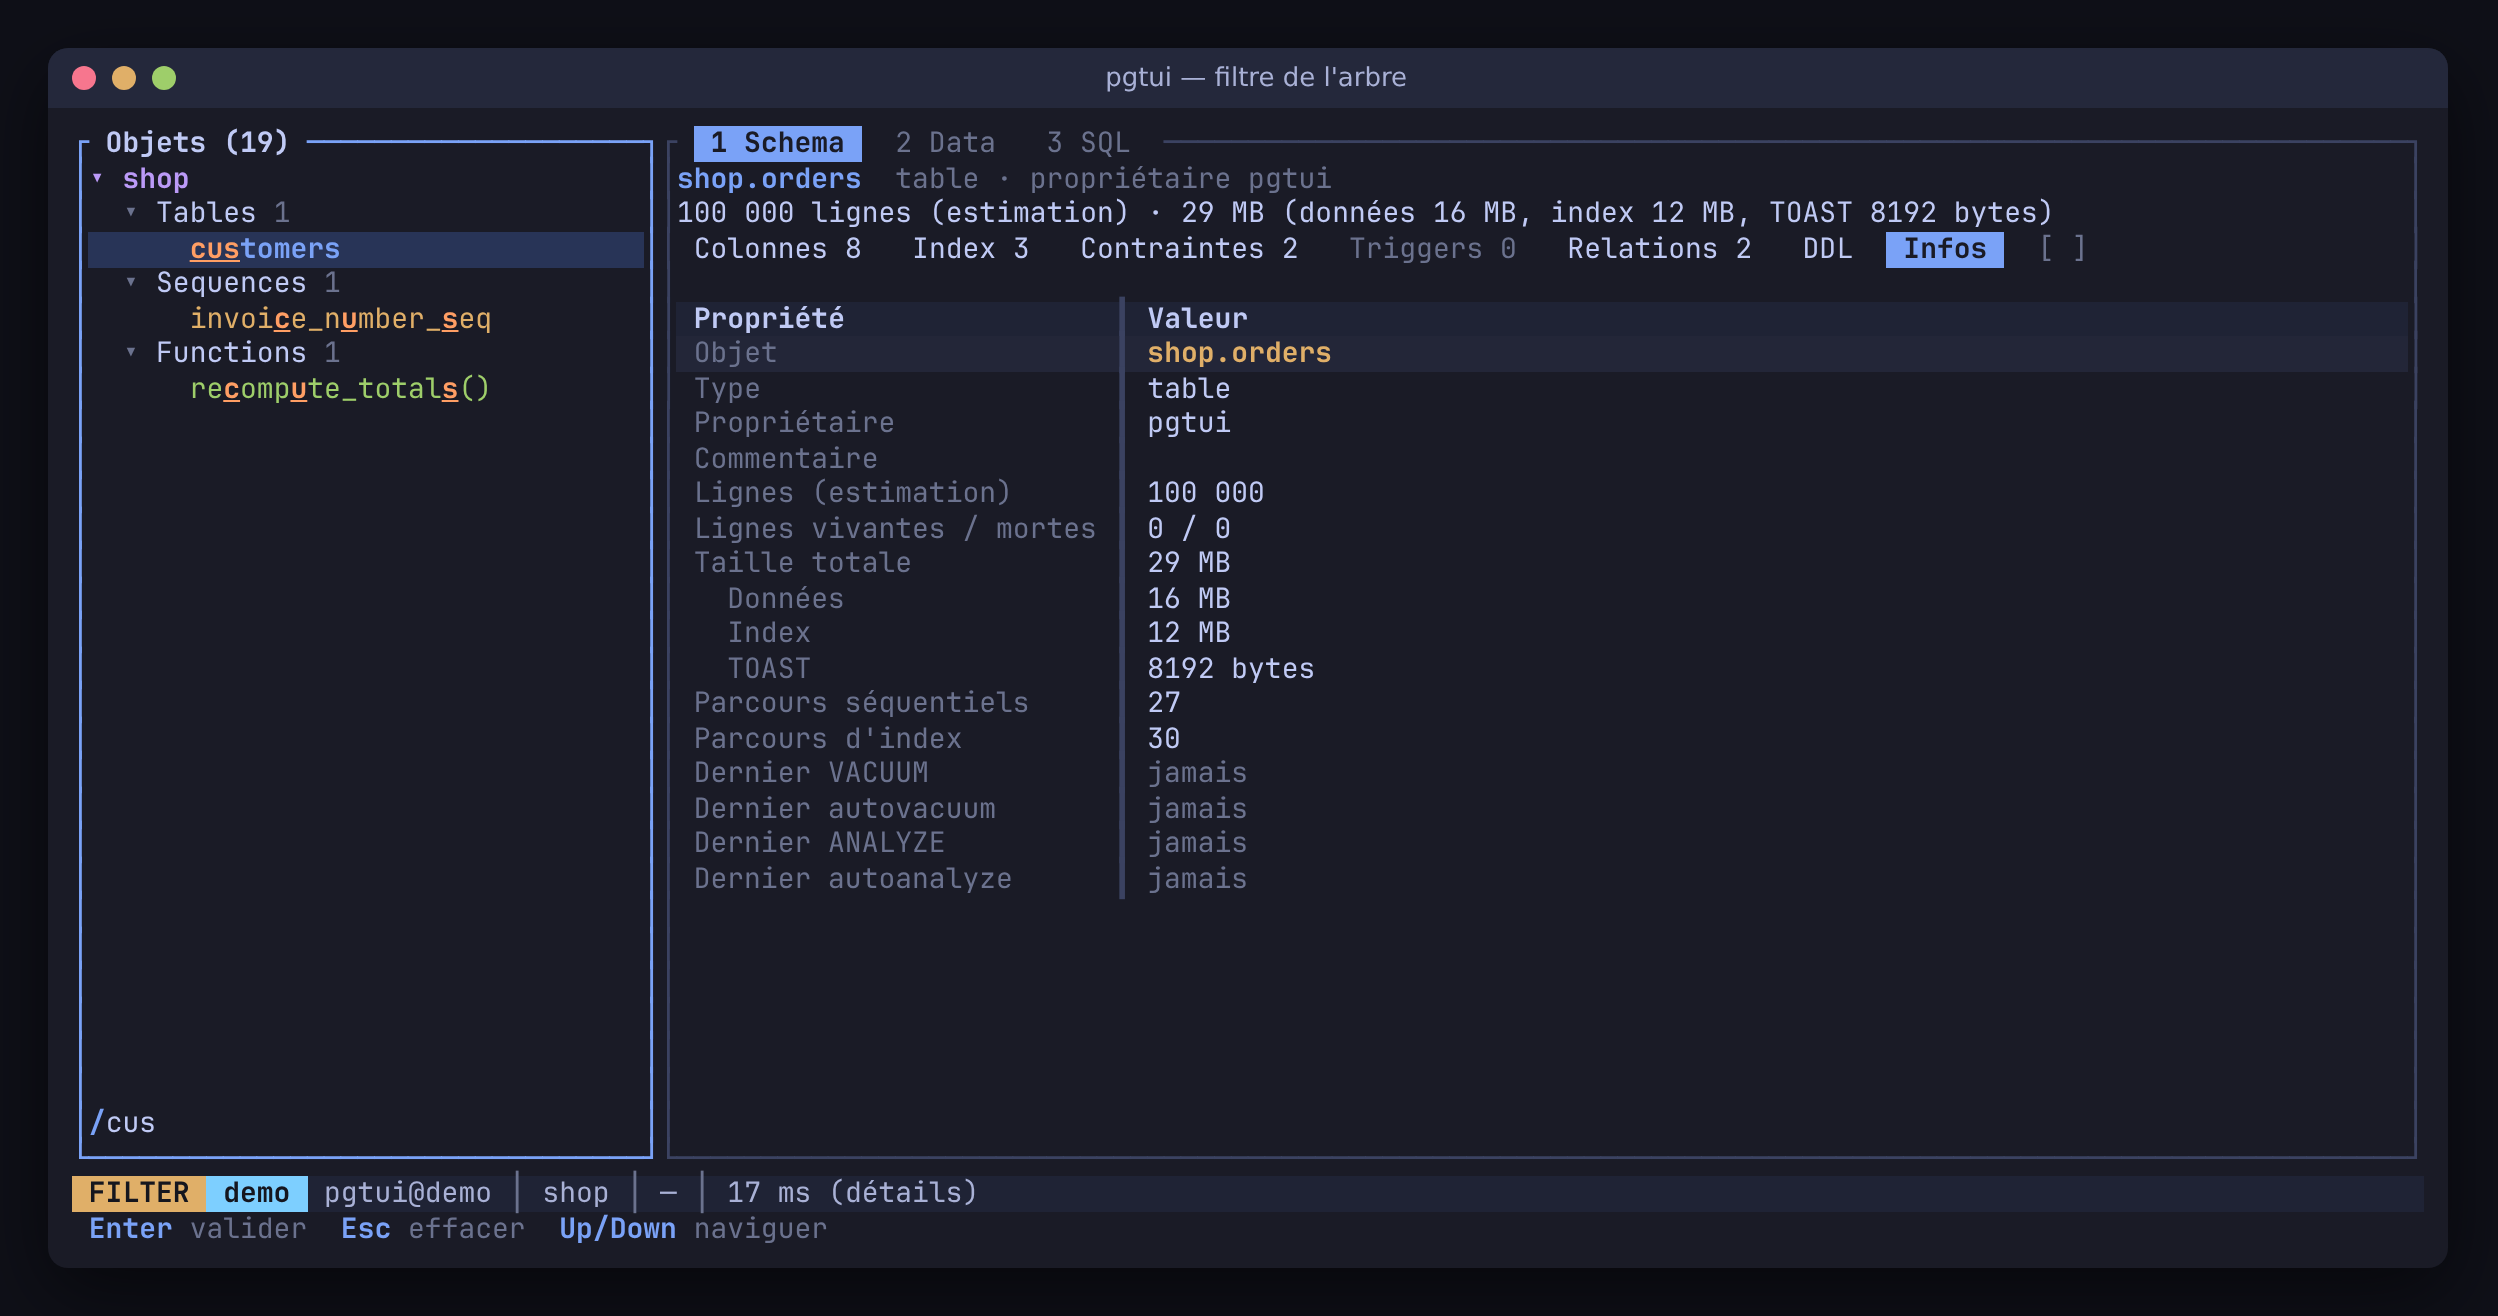 pgtui — filtre de l'arbre
Objets (19)
▾ shop
▾ Tables 1
customers
▾ Sequences 1
invoice_number_seq
▾ Functions 1
recompute_totals()
/cus
1 Schema 2 Data 3 SQL
shop.orders table · propriétaire pgtui
100 000 lignes (estimation) · 29 MB (données 16 MB, index 12 MB, TOAST 8192 bytes)
Colonnes 8 Index 3 Contraintes 2 Triggers 0 Relations 2 DDL Infos [ ]
Propriété Valeur
Objet shop.orders
Type table
Propriétaire pgtui
Commentaire
Lignes (estimation) 100 000
Lignes vivantes / mortes 0 / 0
Taille totale 29 MB
Données 16 MB
Index 12 MB
TOAST 8192 bytes
Parcours séquentiels 27
Parcours d'index 30
Dernier VACUUM jamais
Dernier autovacuum jamais
Dernier ANALYZE jamais
Dernier autoanalyze jamais
FILTER demo pgtui@demo │ shop │ — │ 17 ms (détails)
Enter valider Esc effacer Up/Down naviguer